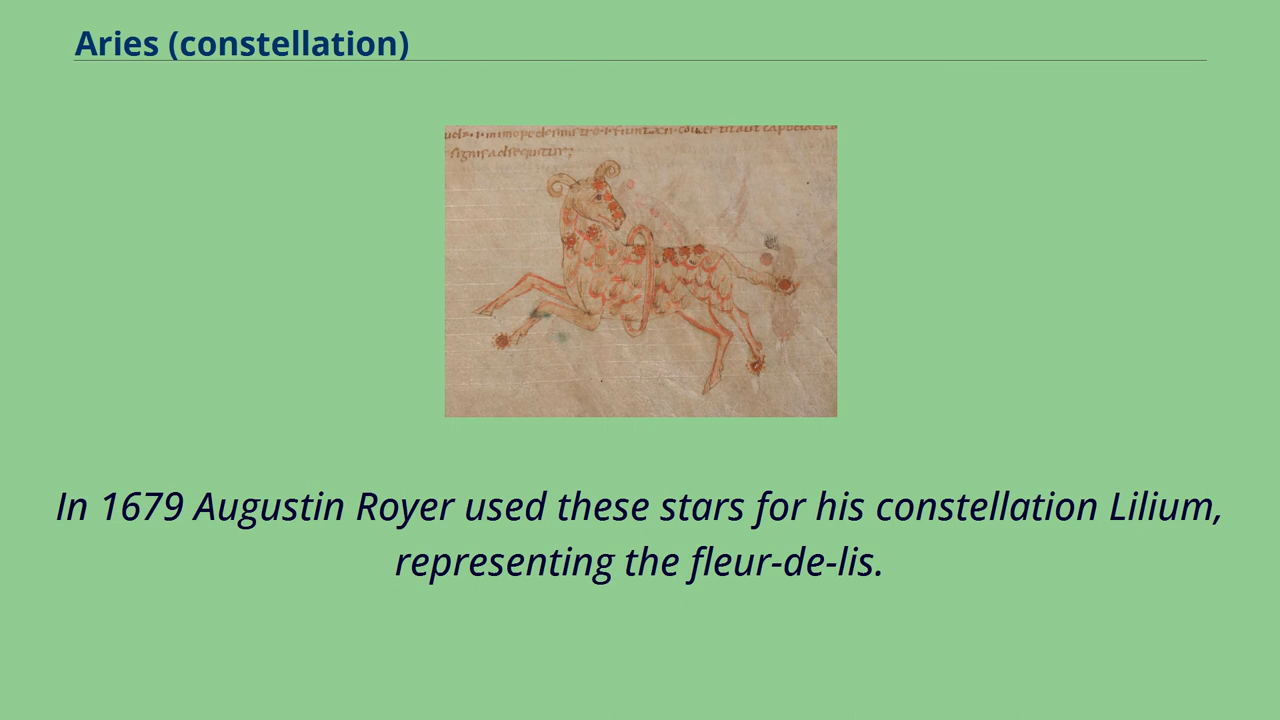 Aries (constellation)
In 1679 Augustin Royer used these stars for his constellation Lilium,
representing the fleur-de-lis.